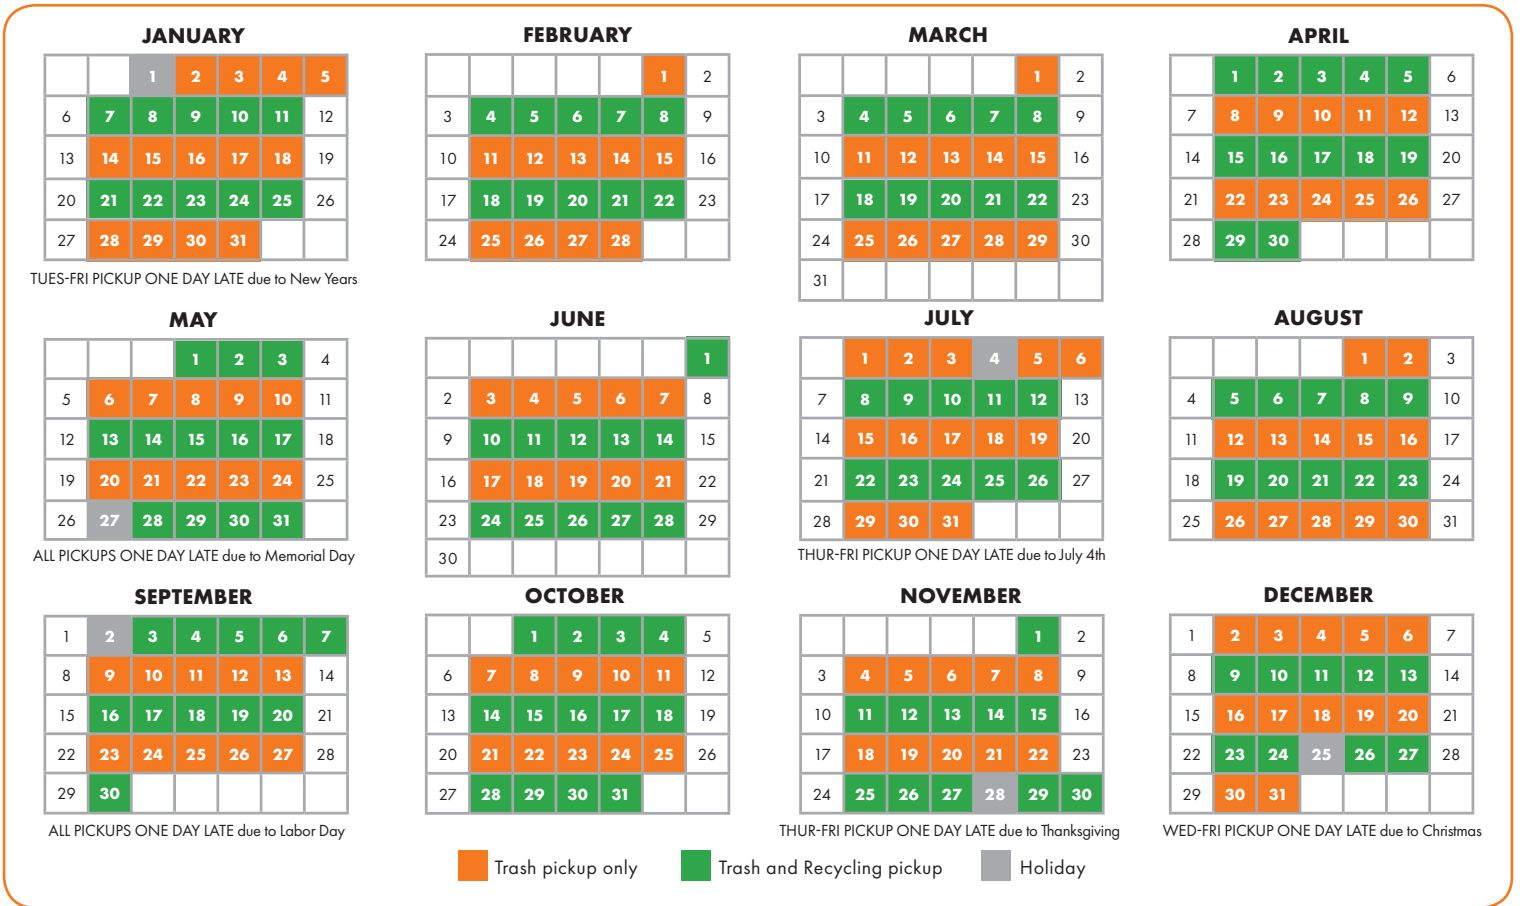 JANUARY
1 2 3 4 5
6 7 8 9 10 11 12
13 14 15 16 17 18 19
20 21 22 23 24 25 26
27 28 29 30 31
TUES-FRI PICKUP ONE DAY LATE due to New Years
FEBRUARY
1 2
3 4 5 6 7 8 9
10 11 12 13 14 15 16
17 18 19 20 21 22 23
24 25 26 27 28
MARCH
1 2
3 4 5 6 7 8 9
10 11 12 13 14 15 16
17 18 19 20 21 22 23
24 25 26 27 28 29 30
31
APRIL
1 2 3 4 5 6
7 8 9 10 11 12 13
14 15 16 17 18 19 20
21 22 23 24 25 26 27
28 29 30
MAY
1 2 3 4
5 6 7 8 9 10 11
12 13 14 15 16 17 18
19 20 21 22 23 24 25
26 27 28 29 30 31
ALL PICKUPS ONE DAY LATE due to Memorial Day
JUNE
1
2 3 4 5 6 7 8
9 10 11 12 13 14 15
16 17 18 19 20 21 22
23 24 25 26 27 28 29
30
JULY
1 2 3 4 5 6
7 8 9 10 11 12 13
14 15 16 17 18 19 20
21 22 23 24 25 26 27
28 29 30 31
THUR-FRI PICKUP ONE DAY LATE due to July 4th
AUGUST
1 2 3
4 5 6 7 8 9 10
11 12 13 14 15 16 17
18 19 20 21 22 23 24
25 26 27 28 29 30 31
SEPTEMBER
1 2 3 4 5 6 7
8 9 10 11 12 13 14
15 16 17 18 19 20 21
22 23 24 25 26 27 28
29 30
ALL PICKUPS ONE DAY LATE due to Labor Day
OCTOBER
1 2 3 4 5
6 7 8 9 10 11 12
13 14 15 16 17 18 19
20 21 22 23 24 25 26
27 28 29 30 31
NOVEMBER
1 2
3 4 5 6 7 8 9
10 11 12 13 14 15 16
17 18 19 20 21 22 23
24 25 26 27 28 29 30
THUR-FRI PICKUP ONE DAY LATE due to Thanksgiving
DECEMBER
1 2 3 4 5 6 7
8 9 10 11 12 13 14
15 16 17 18 19 20 21
22 23 24 25 26 27 28
29 30 31
WED-FRI PICKUP ONE DAY LATE due to Christmas
Trash pickup only
Trash and Recycling pickup
Holiday